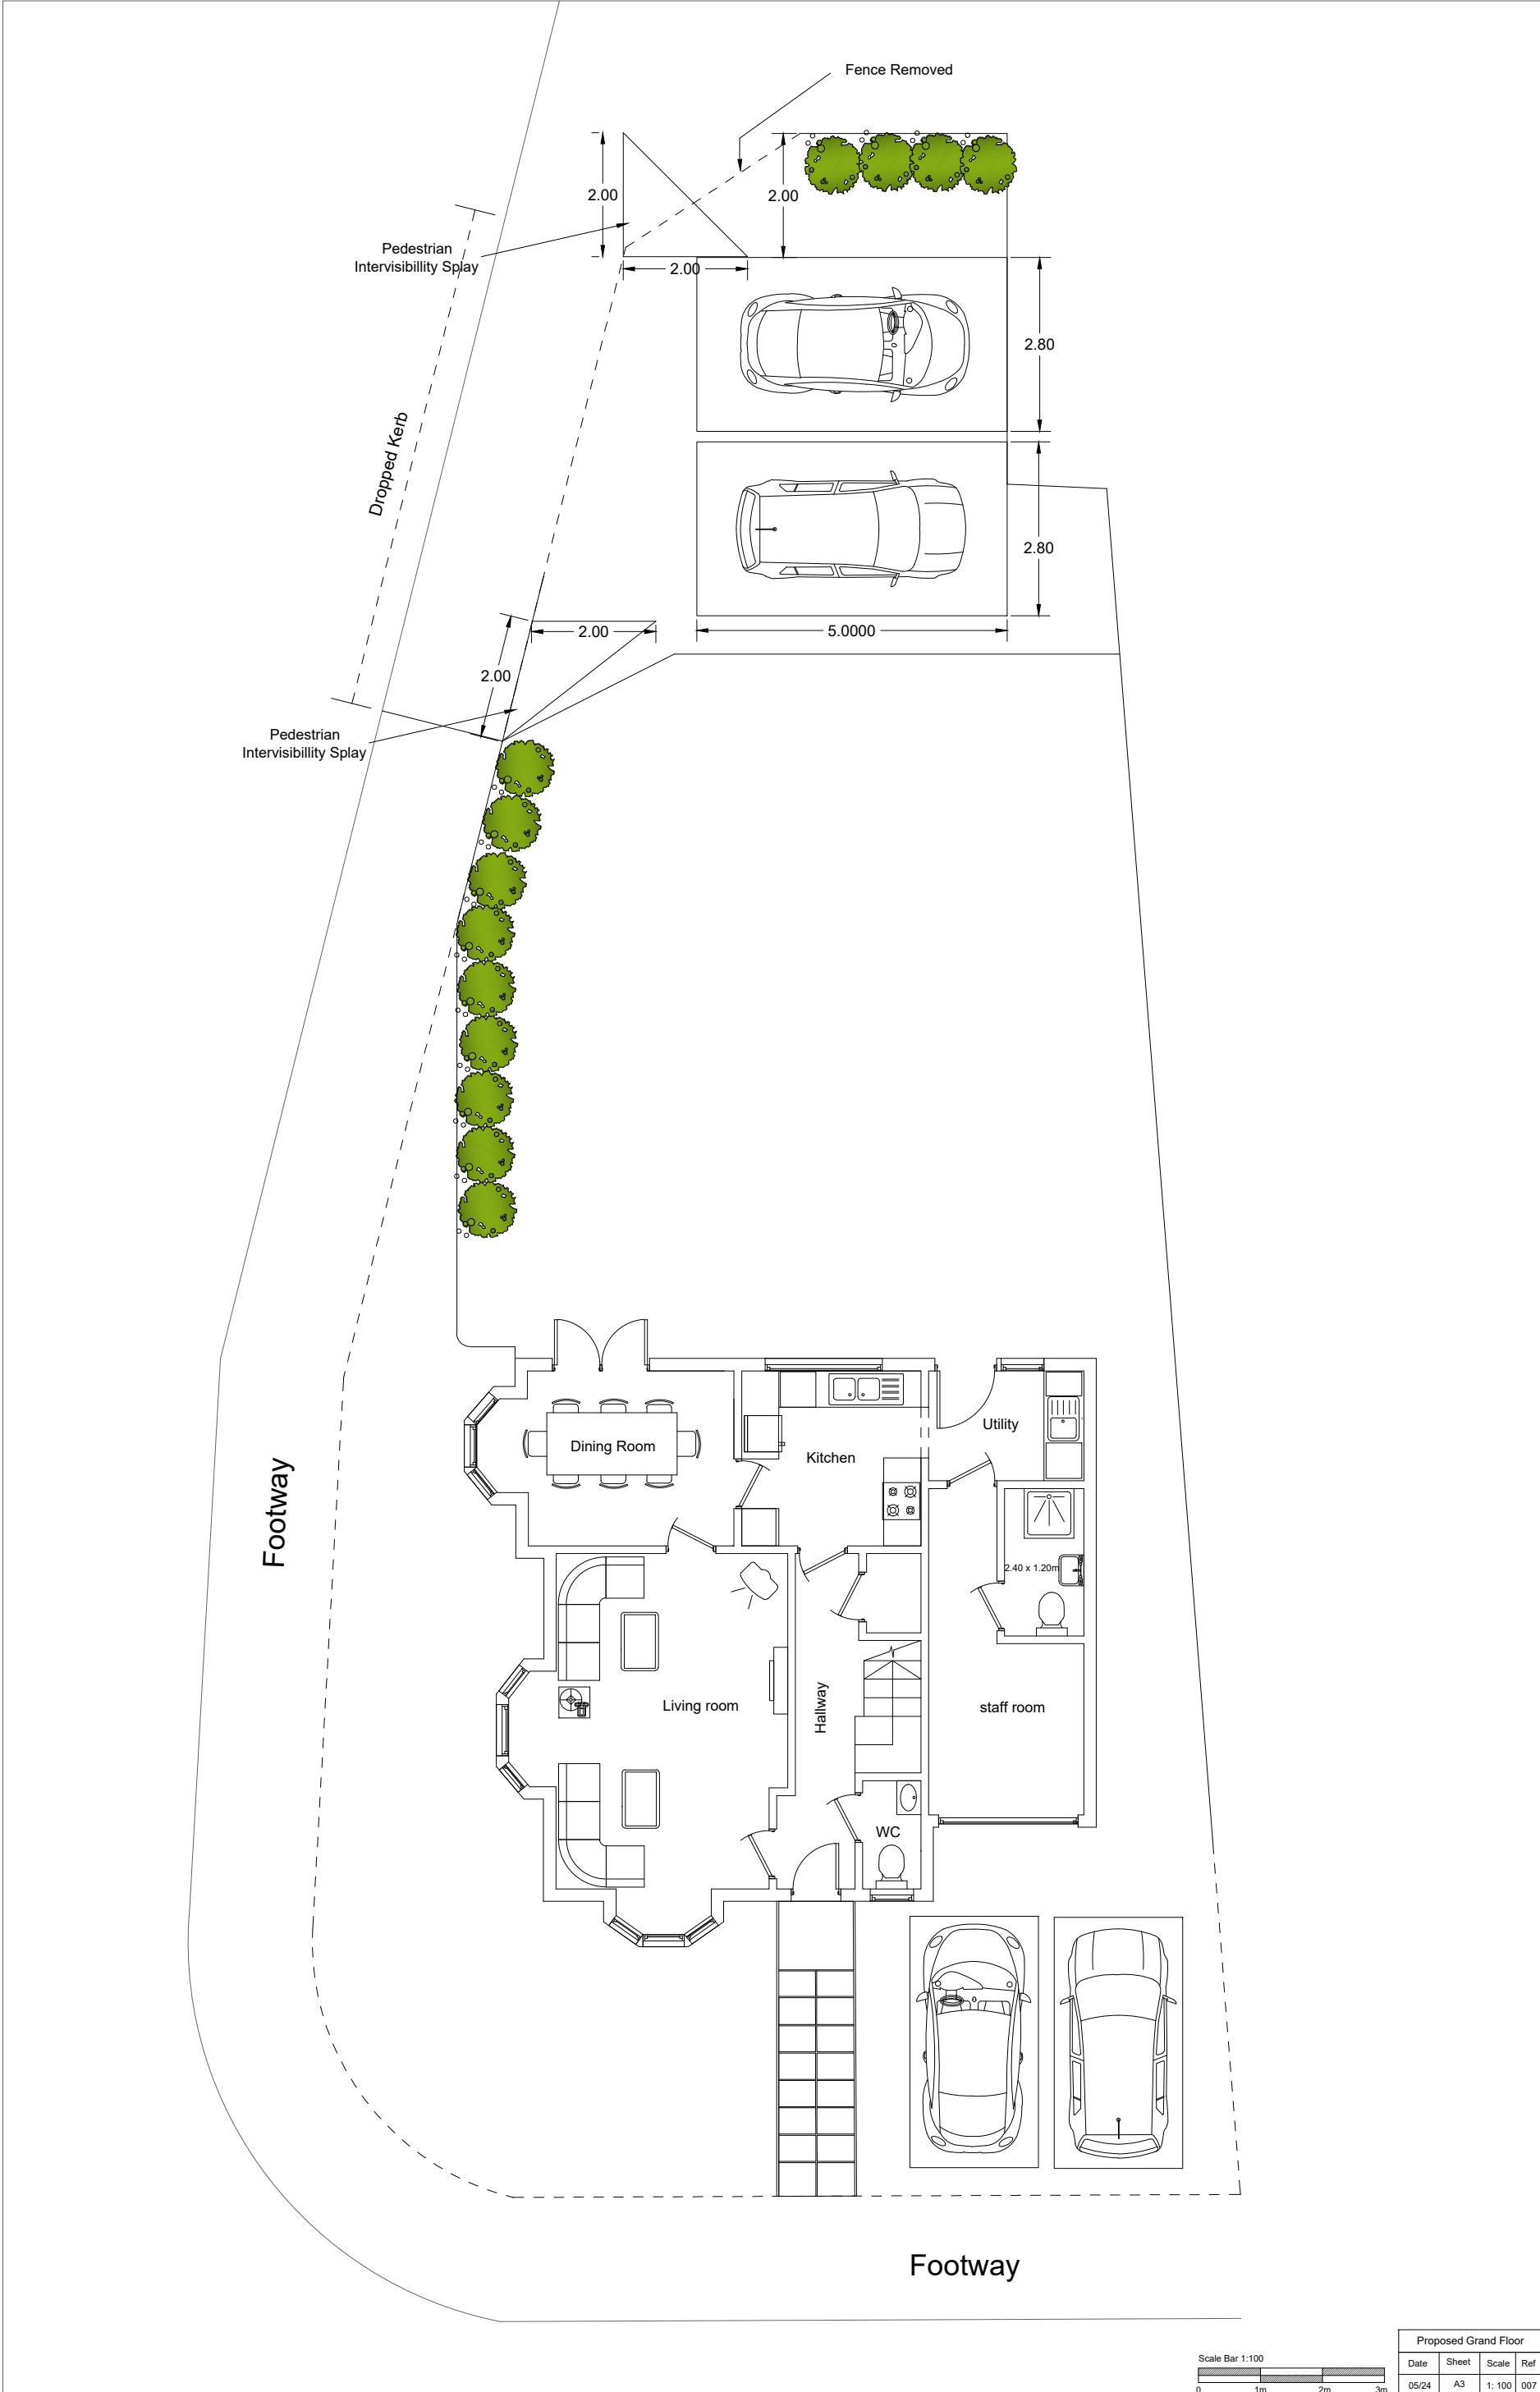 Fence Removed
2.00
2.00
Pedestrian
Intervisibillity Splay
2.00
2.80
Dropped Kerb
2.80
2.00
5.0000
2.00
Pedestrian
Intervisibillity Splay
Footway
Dining Room
Kitchen
Utility
2.40 x 1.20m
Living room
Hallway
staff room
WC
Footway
Proposed Grand Floor
Scale Bar 1:100
Date Sheet Scale Ref
05/24 A3 1: 100 007
0 1m 2m 3m